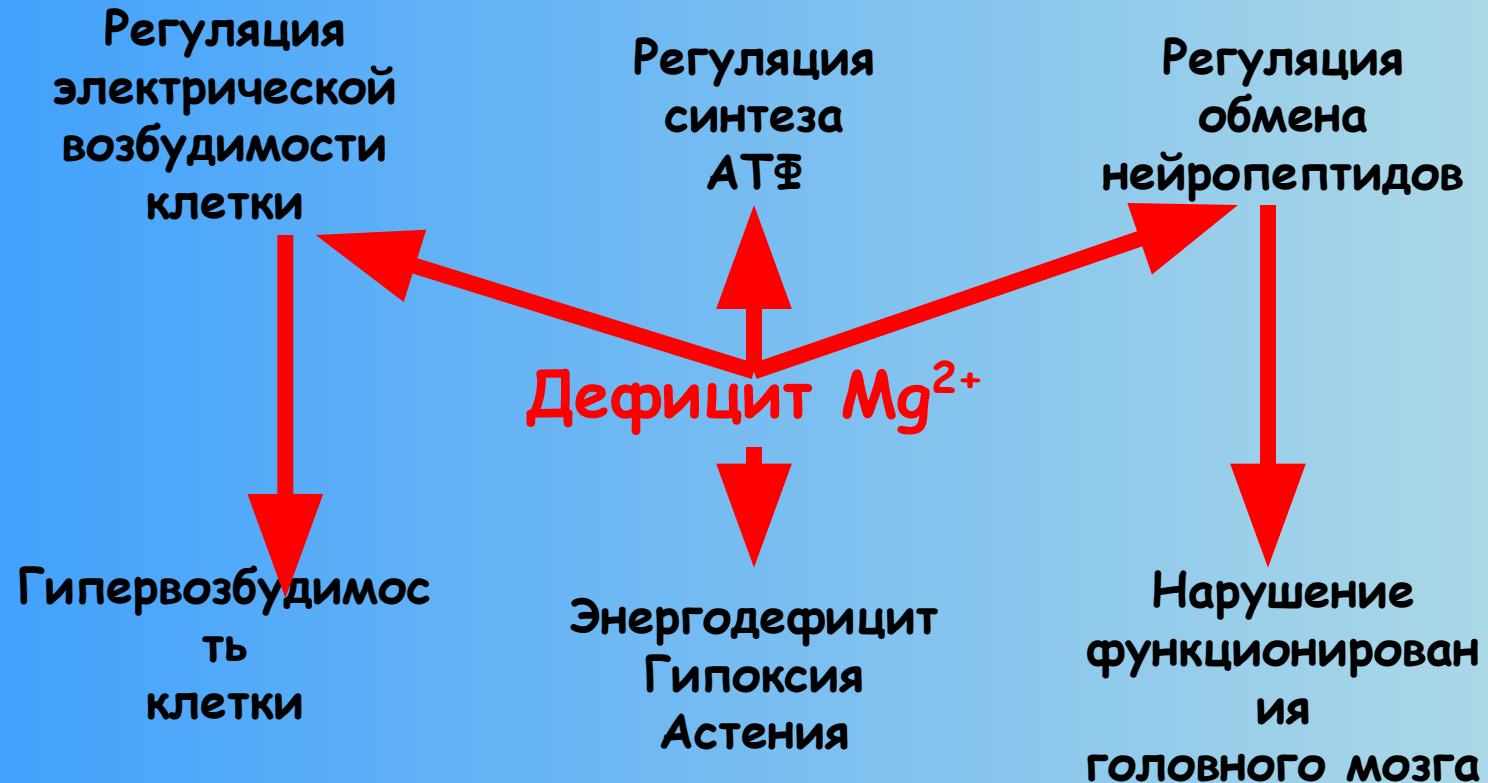 Регуляция
электрической
возбудимости
клетки
Регуляция
синтеза
АТФ
Регуляция
обмена
нейропептидов
Дефицит Mg²⁺
Гипервозбудимос
ть
клетки
Энергодефицит
Гипоксия
Астения
Нарушение
функционирован
ия
головного мозга